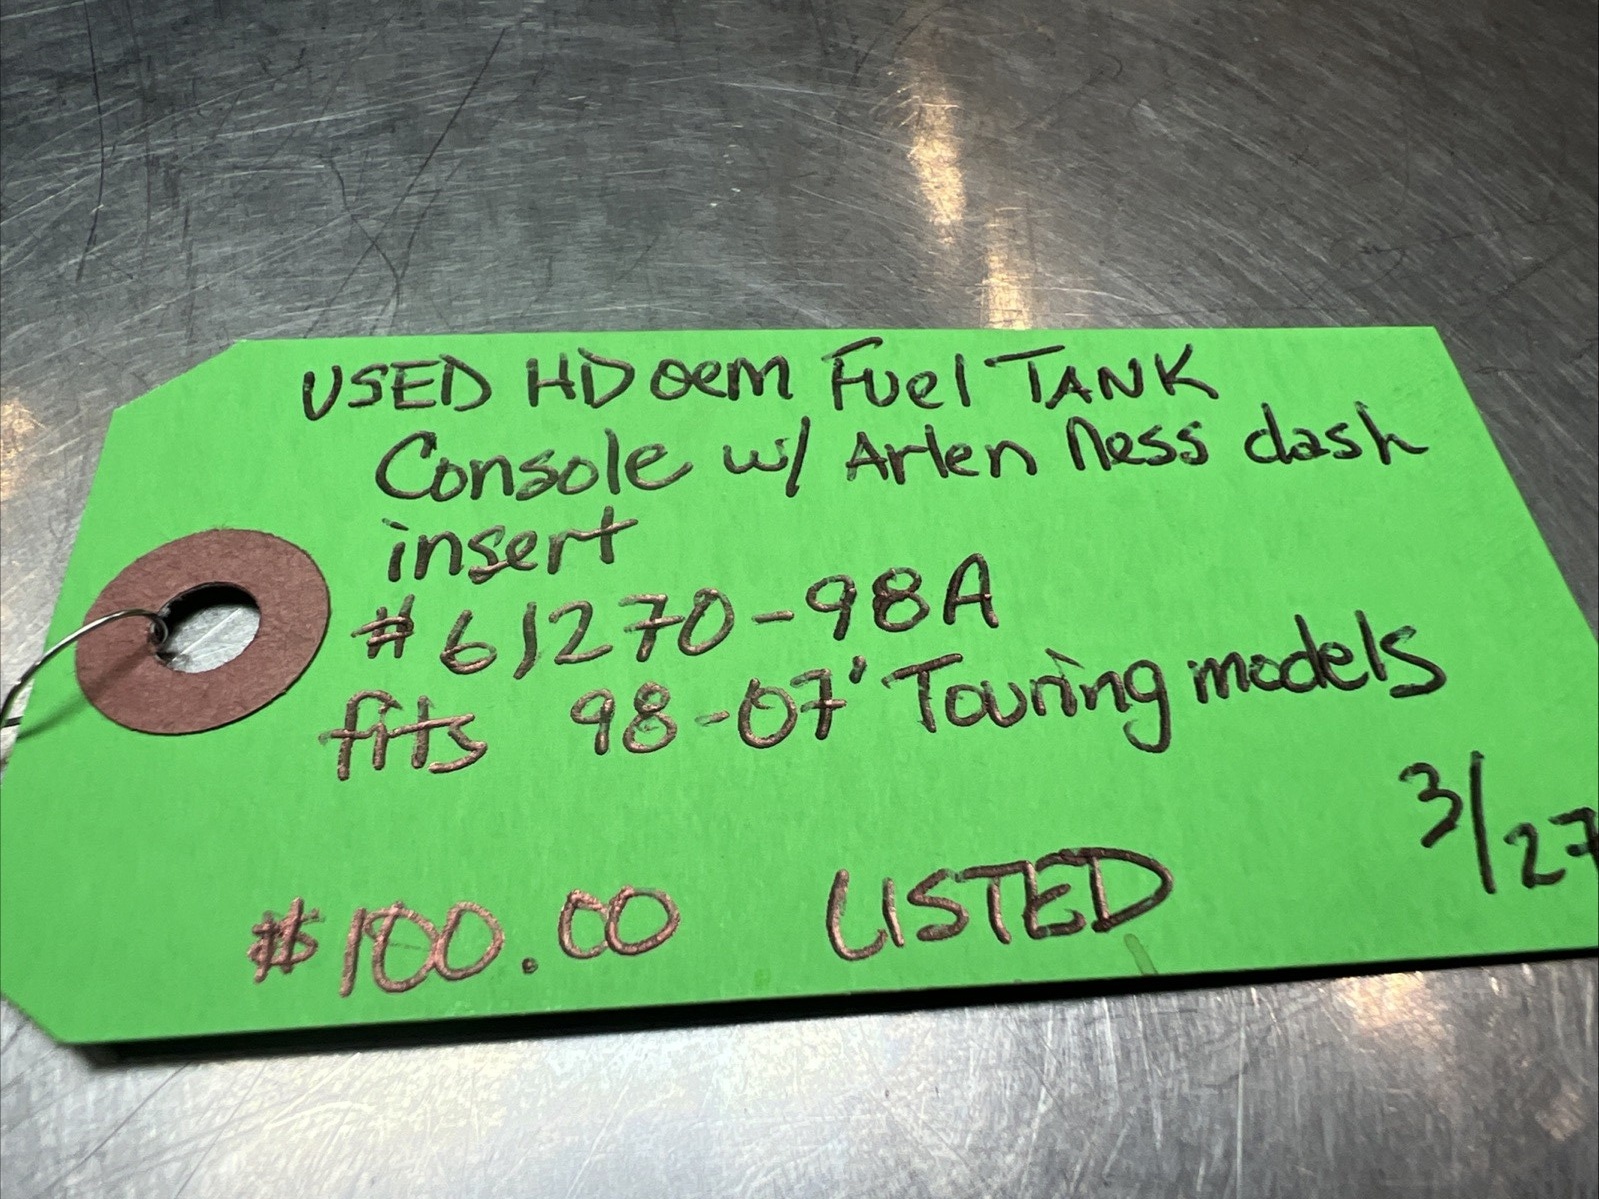 USED HD oem Fuel TANK
Console w/ Arlen Ness dash
insert
#61270-98A
fits 98-07' Touring models
3/27
$100.00 LISTED